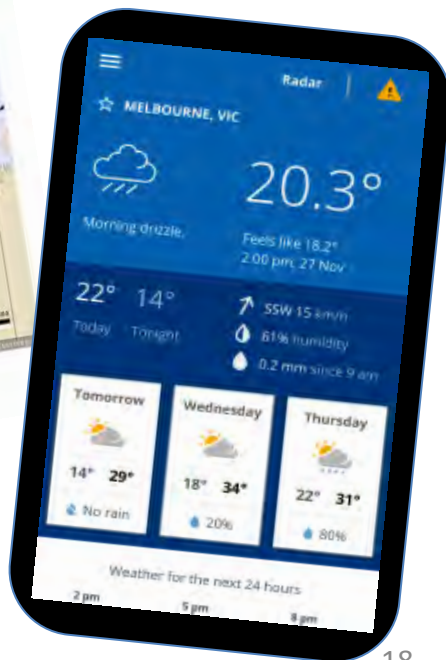 Radar
MELBOURNE, VIC
20.3°
Morning drizzle.
Feels like 18.2°
2:00 pm, 27 Nov
22° 14°
Today Tonight
SSW 15 km/h
61% humidity
0.2 mm since 9 am
Tomorrow
14° 29°
No rain
Wednesday
18° 34°
20%
Thursday
22° 31°
80%
Weather for the next 24 hours
2 pm 5 pm 8 pm
18